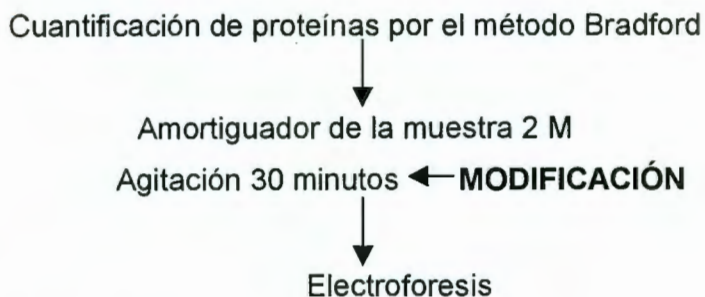 Cuantificación de proteínas por el método Bradford
Amortiguador de la muestra 2 M
Agitación 30 minutos MODIFICACIÓN
Electroforesis